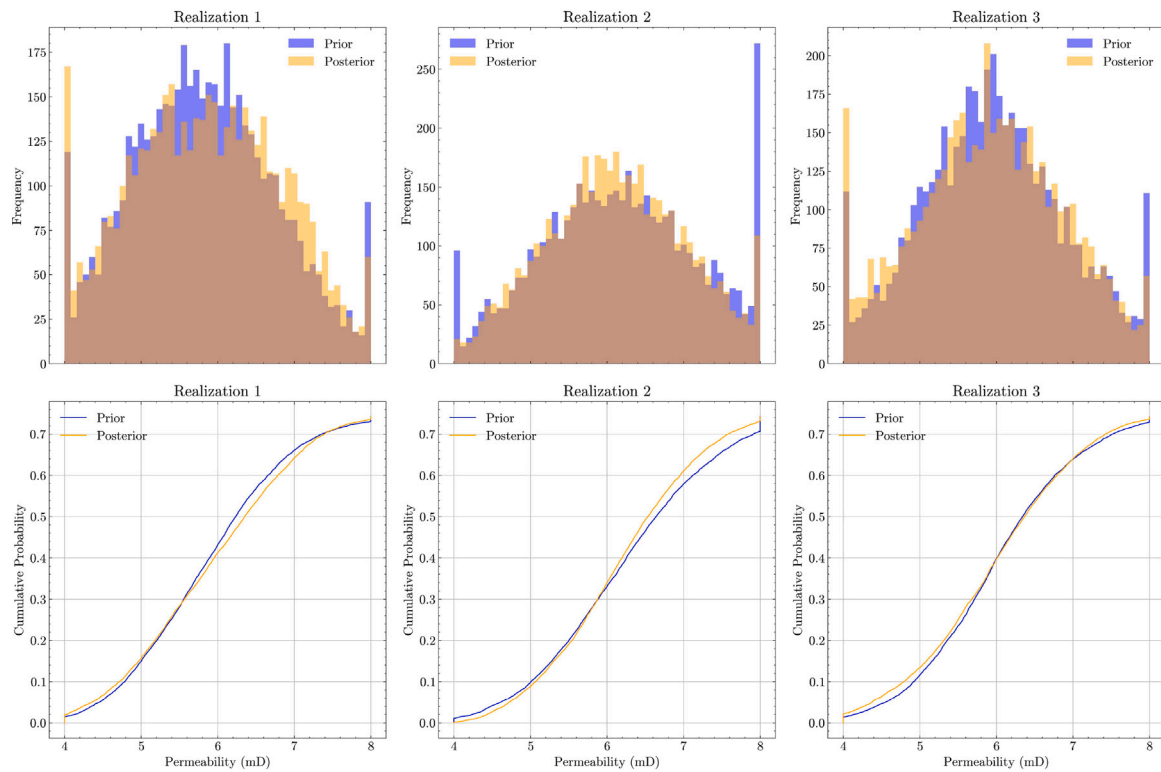 Realization 1
Realization 2
Realization 3
Prior
Posterior
Prior
Posterior
Prior
Posterior
Frequency
0
25
50
75
100
125
150
175
Frequency
0
50
100
150
200
250
Frequency
0
25
50
75
100
125
150
175
200
Realization 1
Realization 2
Realization 3
Prior
Posterior
Prior
Posterior
Prior
Posterior
Cumulative Probability
0.0
0.1
0.2
0.3
0.4
0.5
0.6
0.7
Cumulative Probability
0.0
0.1
0.2
0.3
0.4
0.5
0.6
0.7
Cumulative Probability
0.0
0.1
0.2
0.3
0.4
0.5
0.6
0.7
4 5 6 7 8
4 5 6 7 8
4 5 6 7 8
Permeability (mD)
Permeability (mD)
Permeability (mD)